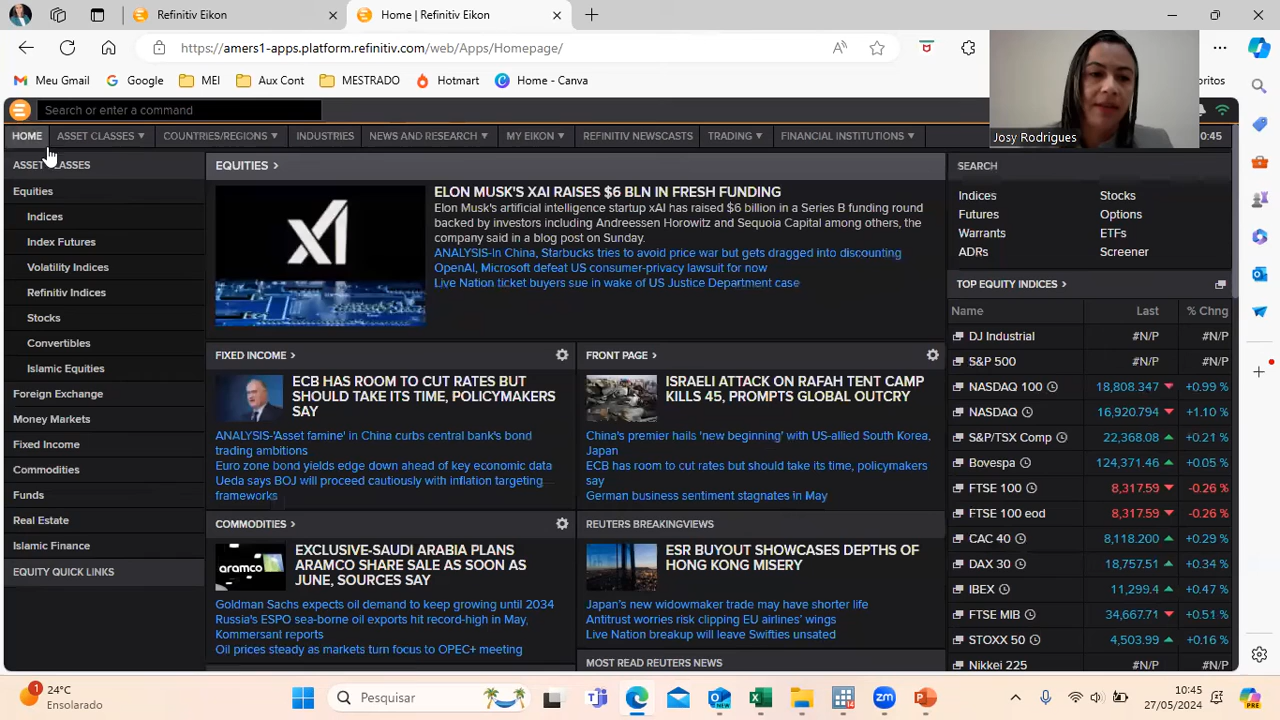 Refinitiv Eikon
Home | Refinitiv Eikon
https://amers1-apps.platform.refinitiv.com/web/Apps/Homepage/
Meu Gmail
Google
MEI
Aux Cont
MESTRADO
Hotmart
Home - Canva
Josy Rodrigues
Search or enter a command
HOME
ASSET CLASSES
COUNTRIES/REGIONS
INDUSTRIES
NEWS AND RESEARCH
MY EIKON
REFINITIV NEWSCASTS
TRADING
FINANCIAL INSTITUTIONS
Equities
Indices
Index Futures
Volatility Indices
Refinitiv Indices
Stocks
Convertibles
Islamic Equities
Foreign Exchange
Money Markets
Fixed Income
Commodities
Funds
Real Estate
Islamic Finance
EQUITY QUICK LINKS
EQUITIES
ELON MUSK'S XAI RAISES $6 BLN IN FRESH FUNDING
Elon Musk's artificial intelligence startup xAI has raised $6 billion in a Series B funding round
backed by investors including Andreessen Horowitz and Sequoia Capital among others, the
company said in a blog post on Sunday.
ANALYSIS-In China, Starbucks tries to avoid price war but gets dragged into discounting
OpenAI, Microsoft defeat US consumer-privacy lawsuit for now
Live Nation ticket buyers sue in wake of US Justice Department case
FIXED INCOME
ECB HAS ROOM TO CUT RATES BUT
SHOULD TAKE ITS TIME, POLICYMAKERS
SAY
ANALYSIS-'Asset famine' in China curbs central bank's bond
trading ambitions
Euro zone bond yields edge down ahead of key economic data
Ueda says BOJ will proceed cautiously with inflation targeting
frameworks
FRONT PAGE
ISRAELI ATTACK ON RAFAH TENT CAMP
KILLS 45, PROMPTS GLOBAL OUTCRY
China's premier hails 'new beginning' with US-allied South Korea,
Japan
ECB has room to cut rates but should take its time, policymakers
say
German business sentiment stagnates in May
COMMODITIES
aramco
EXCLUSIVE-SAUDI ARABIA PLANS
ARAMCO SHARE SALE AS SOON AS
JUNE, SOURCES SAY
Goldman Sachs expects oil demand to keep growing until 2034
Russia's ESPO sea-borne oil exports hit record-high in May,
Kommersant reports
Oil prices steady as markets turn focus to OPEC+ meeting
REUTERS BREAKINGVIEWS
ESR BUYOUT SHOWCASES DEPTHS OF
HONG KONG MISERY
Japan's new widowmaker trade may have shorter life
Antitrust worries risk clipping EU airlines' wings
Live Nation breakup will leave Swifties unsated
MOST READ REUTERS NEWS
SEARCH
Indices Stocks
Futures Options
Warrants ETFs
ADRs Screener
TOP EQUITY INDICES
Name Last % Chng
DJ Industrial #N/P #N/P
S&P 500 #N/P #N/P
NASDAQ 100 18,808.347 +0.99 %
NASDAQ 16,920.794 +1.10 %
S&P/TSX Comp 22,368.08 +0.21 %
Bovespa 124,371.46 +0.05 %
FTSE 100 8,317.59 -0.26 %
FTSE 100 eod 8,317.59 -0.26 %
CAC 40 8,118.200 +0.29 %
DAX 30 18,757.51 +0.34 %
IBEX 11,299.4 +0.47 %
FTSE MIB 34,667.71 +0.51 %
STOXX 50 4,503.99 +0.16 %
Nikkei 225
24°C
Ensolarado
Pesquisar
10:45
27/05/2024